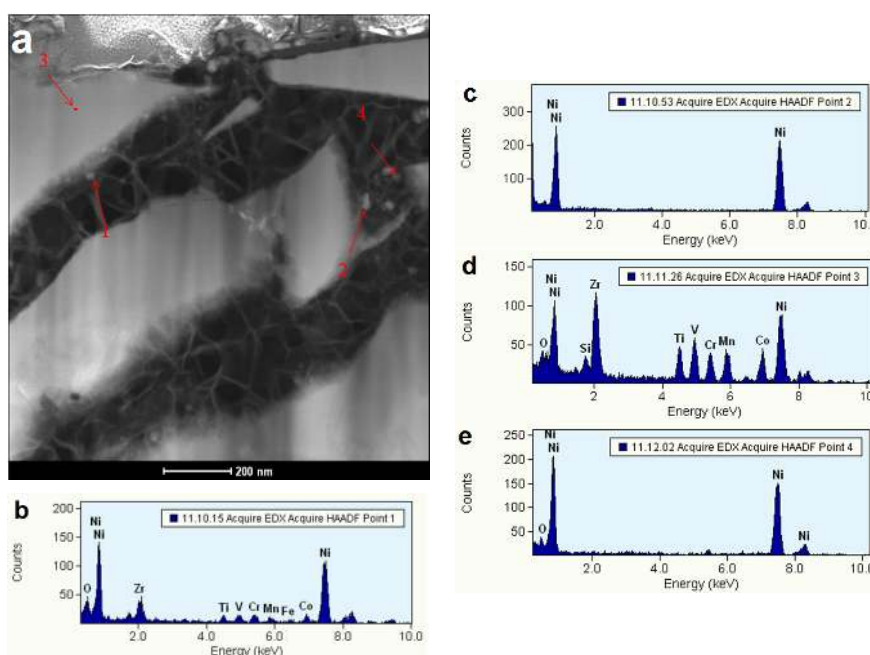 a
3
4
1
2
200 nm
b
11.10.15 Acquire EDX Acquire HAADF Point 1
Counts
200
150
100
50
O
Ni
Ni
Zr
Ti
V
Cr
Mn
Fe
Co
Ni
2.0
4.0
6.0
8.0
10.0
Energy (keV)
c
11.10.53 Acquire EDX Acquire HAADF Point 2
Counts
300
200
100
Ni
Ni
Ni
2.0
4.0
6.0
8.0
10.0
Energy (keV)
d
11.11.26 Acquire EDX Acquire HAADF Point 3
Counts
150
100
50
O
Ni
Ni
Si
Zr
Ti
V
Cr
Mn
Co
Ni
2
4
6
8
10
Energy (keV)
e
11.12.02 Acquire EDX Acquire HAADF Point 4
Counts
250
200
150
100
50
O
Ni
Ni
Ni
Ni
2.0
4.0
6.0
8.0
10.0
Energy (keV)